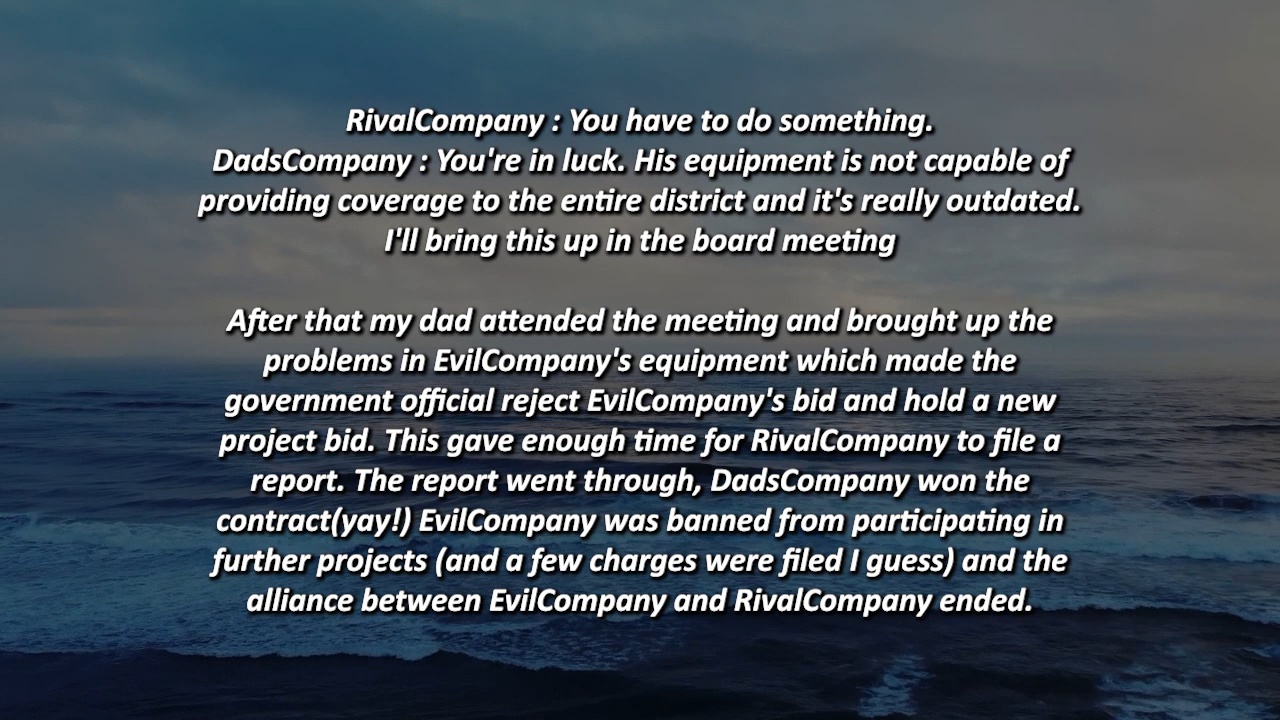 RivalCompany : You have to do something.
DadsCompany : You're in luck. His equipment is not capable of
providing coverage to the entire district and it's really outdated.
I'll bring this up in the board meeting
After that my dad attended the meeting and brought up the
problems in EvilCompany's equipment which made the
government official reject EvilCompany's bid and hold a new
project bid. This gave enough time for RivalCompany to file a
report. The report went through, DadsCompany won the
contract(yay!) EvilCompany was banned from participating in
further projects (and a few charges were filed I guess) and the
alliance between EvilCompany and RivalCompany ended.